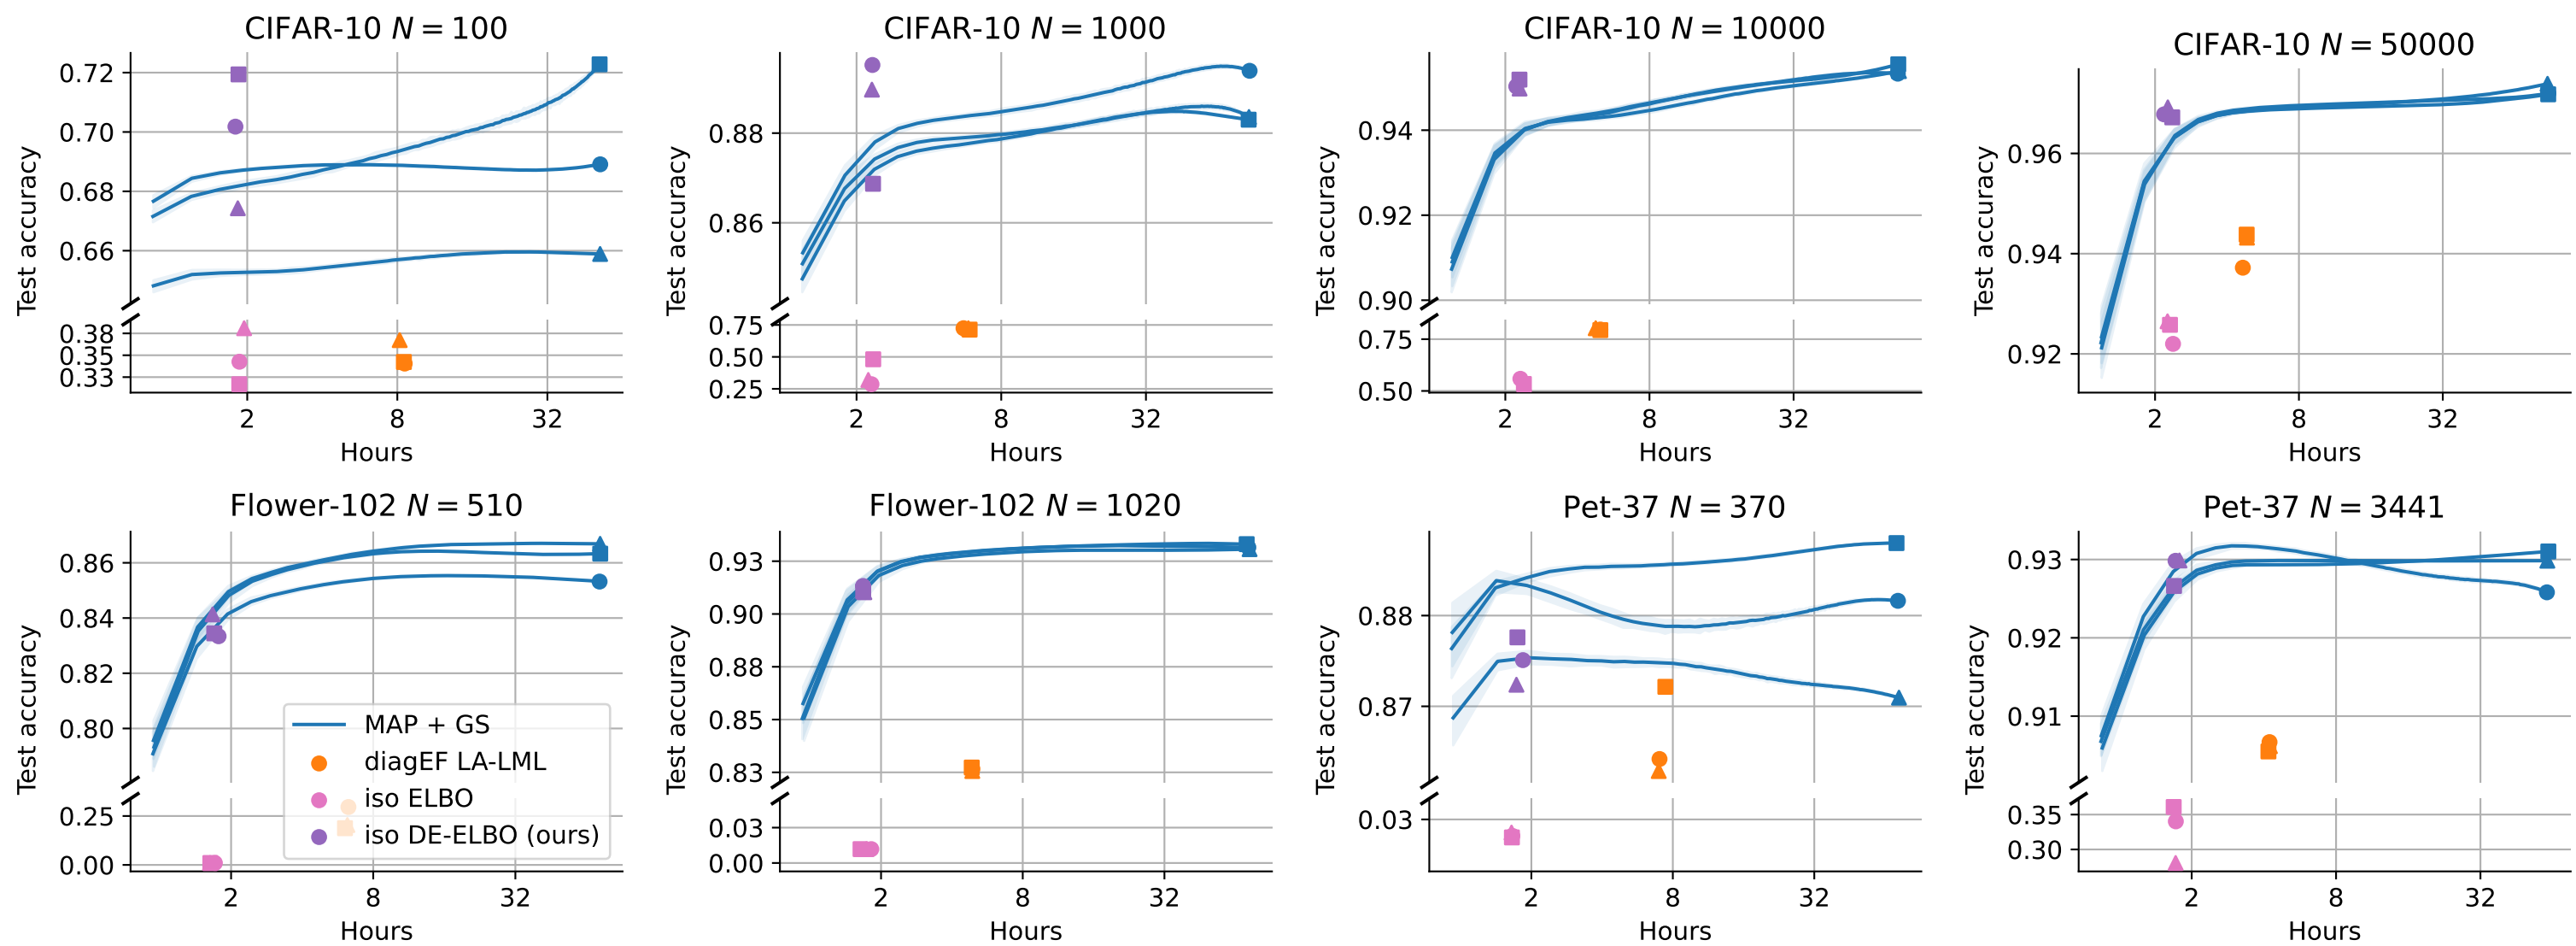 CIFAR-10 N = 100
Test accuracy
0.72
0.70
0.68
0.66
0.38
0.35
0.33
2 8 32
Hours
CIFAR-10 N = 1000
Test accuracy
0.88
0.86
0.75
0.50
0.25
2 8 32
Hours
CIFAR-10 N = 10000
Test accuracy
0.94
0.92
0.90
0.75
0.50
2 8 32
Hours
CIFAR-10 N = 50000
Test accuracy
0.96
0.94
0.92
2 8 32
Hours
Flower-102 N = 510
Test accuracy
0.86
0.84
0.82
0.80
0.25
0.00
MAP + GS
diagEF LA-LML
iso ELBO
iso DE-ELBO (ours)
2 8 32
Hours
Flower-102 N = 1020
Test accuracy
0.93
0.90
0.88
0.85
0.83
0.03
0.00
2 8 32
Hours
Pet-37 N = 370
Test accuracy
0.88
0.87
0.03
2 8 32
Hours
Pet-37 N = 3441
Test accuracy
0.93
0.92
0.91
0.35
0.30
2 8 32
Hours